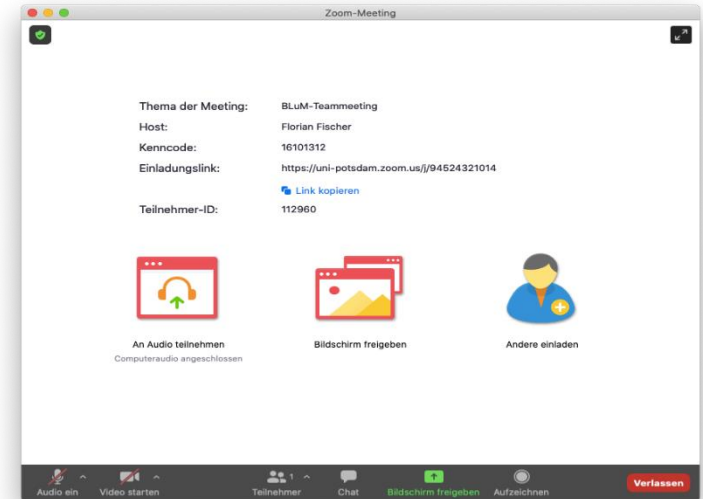 Zoom-Meeting
Thema der Meeting: BLuM-Teammeeting
Host: Florian Fischer
Kenncode: 16101312
Einladungslink: https://uni-potsdam.zoom.us/j/94524321014
Link kopieren
Teilnehmer-ID: 112960
An Audio teilnehmen
Computeraudio angeschlossen
Bildschirm freigeben
Andere einladen
Audio ein Video starten Teilnehmer 1 Chat Bildschirm freigeben Aufzeichnen Verlassen